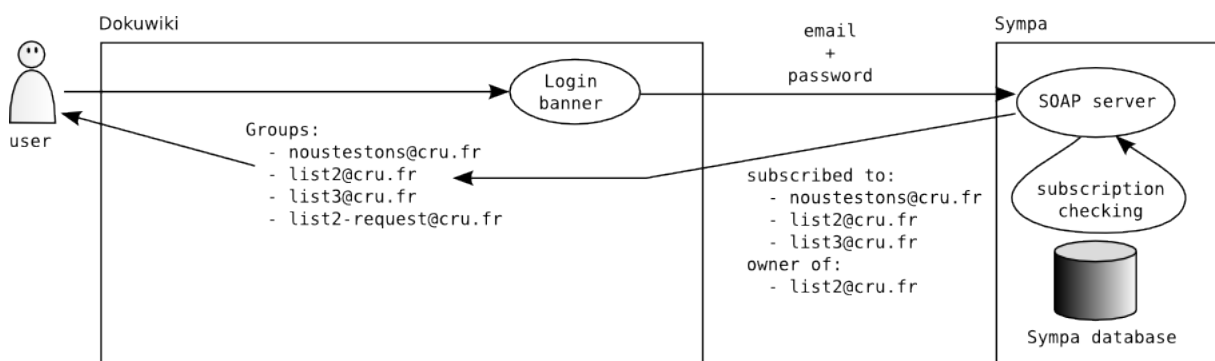 Dokuwiki
Sympa
user
Login
banner
email
+
password
SOAP server
Groups:
- noustestons@cru.fr
- list2@cru.fr
- list3@cru.fr
- list2-request@cru.fr
subscribed to:
- noustestons@cru.fr
- list2@cru.fr
- list3@cru.fr
owner of:
- list2@cru.fr
subscription
checking
Sympa database